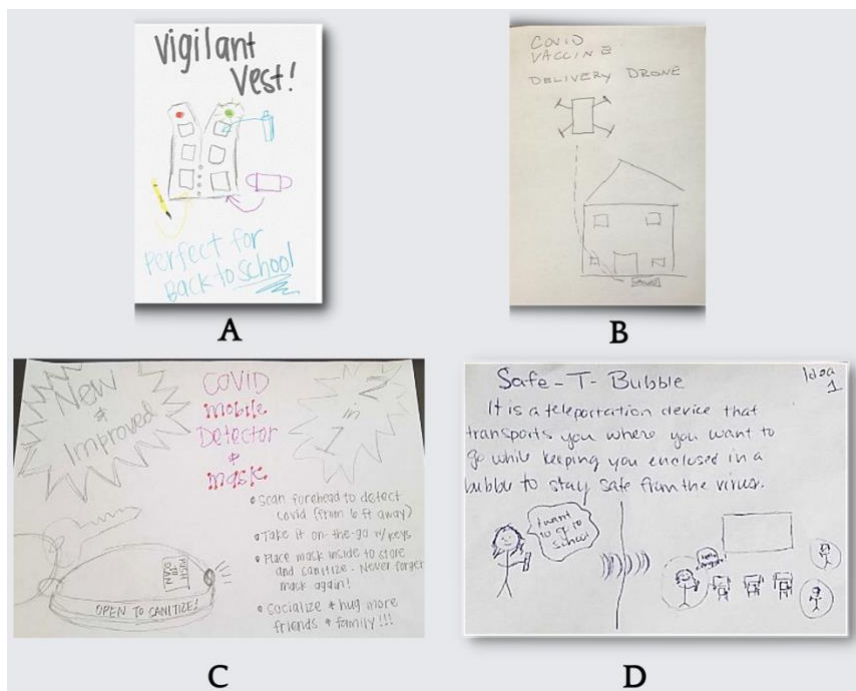 Vigilant
Vest!
Perfect for
Back to School
A
COVID
VACCINE
DELIVERY DRONE
B
New
&
Improved
COVID
Mobile
Detector
&
Mask
2
in
1
• Scan forehead to detect
Covid (from 6 ft away)
• Take it on-the-go w/keys
• Place mask inside to store
and canitize. Never forget
mask again!
• Socialize & hug more
friends & family!!!
OPEN TO CANITIZE!
C
Safe-T-Bubble
Idea
1
It is a teleportation device that
transports you where you want to
go while keeping you enclosed in a
bubble to stay safe from the virus.
I want
to go to
school
D